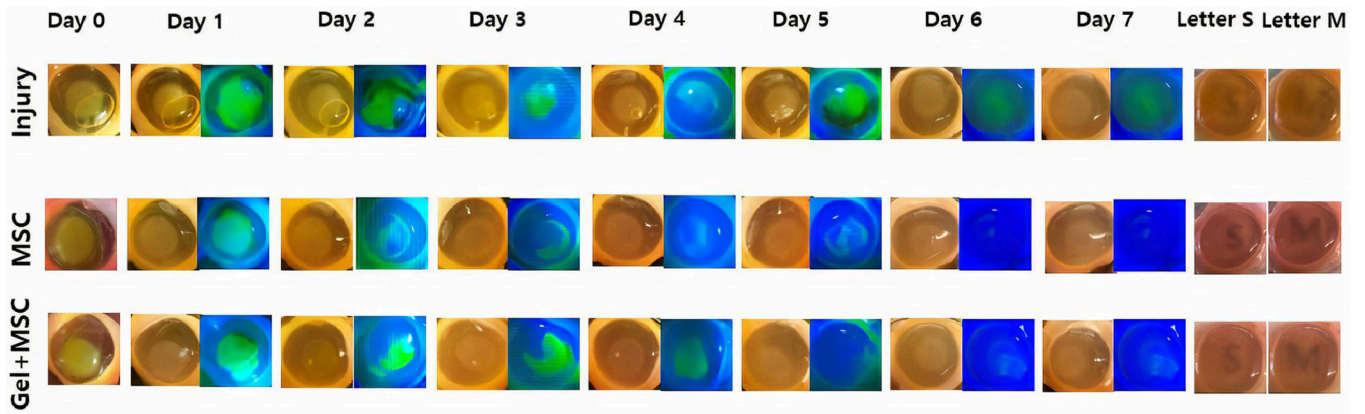 Day 0 Day 1 Day 2 Day 3 Day 4 Day 5 Day 6 Day 7 Letter S Letter M
Injury
S M
MSC
S M
Gel+MSC
S M